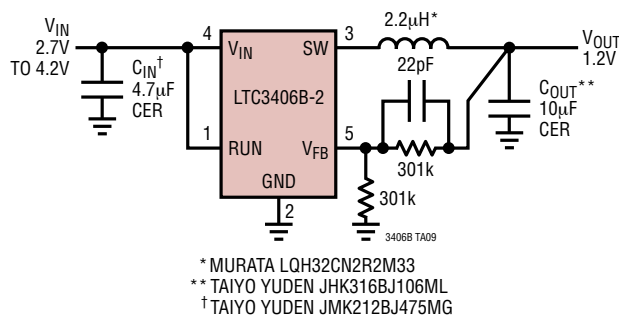 VIN
2.7V
TO 4.2V
CIN†
4.7µF
CER
4
VIN
SW
3
2.2µH*
22pF
VOUT
1.2V
COUT**
10µF
CER
LTC3406B-2
1
RUN
VFB
5
301k
GND
2
301k
3406B TA09
* MURATA LQH32CN2R2M33
** TAIYO YUDEN JHK316BJ106ML
† TAIYO YUDEN JMK212BJ475MG